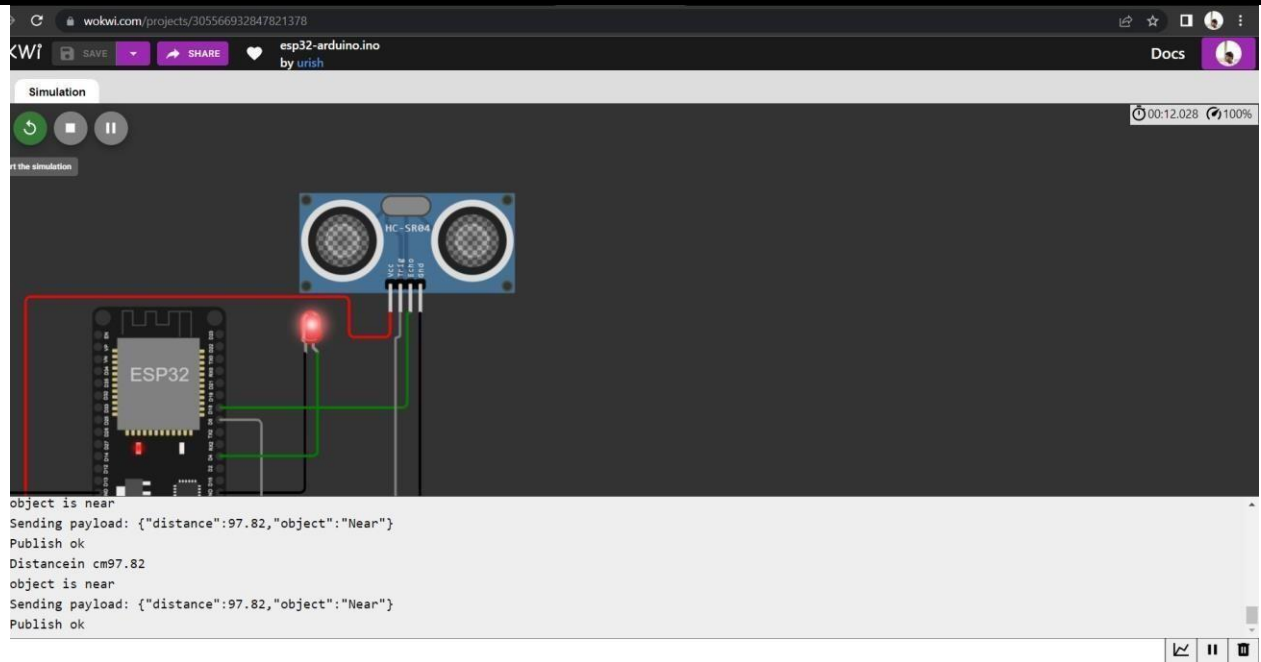 wokwi.com/projects/305566932847821378
SAVE
SHARE
esp32-arduino.ino
by urish
Docs
Simulation
00:12.028 100%
rt the simulation
HC-SR04
Vcc
Trig
Echo
Gnd
ESP32
object is near
Sending payload: {"distance":97.82,"object":"Near"}
Publish ok
Distancein cm97.82
object is near
Sending payload: {"distance":97.82,"object":"Near"}
Publish ok